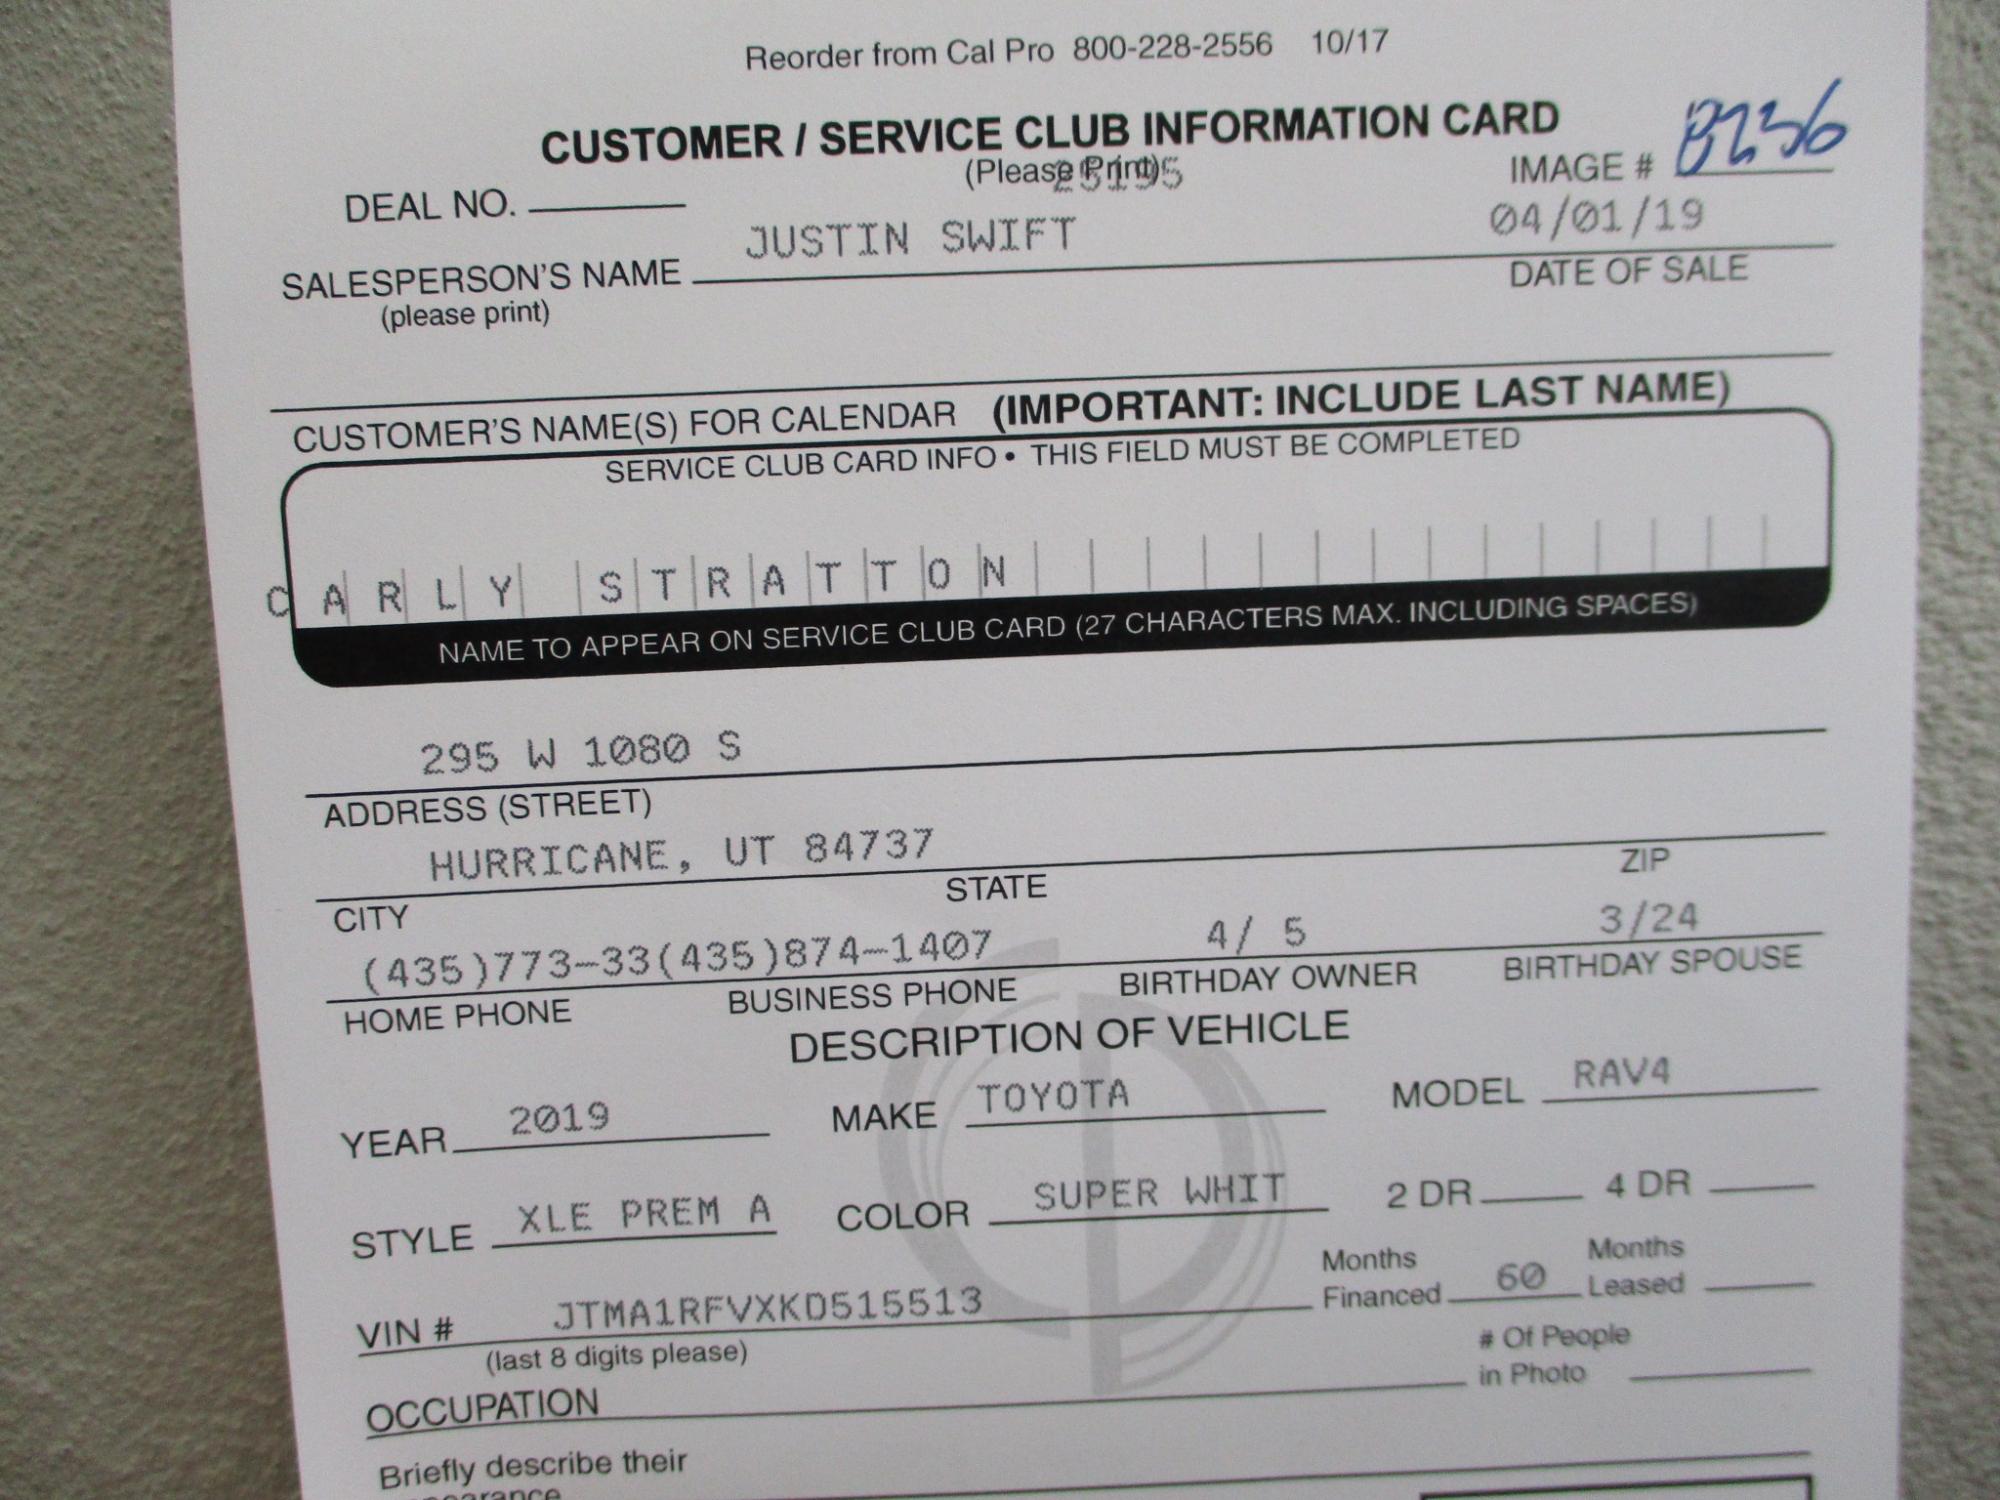 Reorder from Cal Pro 800-228-2556 10/17
CUSTOMER / SERVICE CLUB INFORMATION CARD
(Please Print)
IMAGE # 8236
DEAL NO.
JUSTIN SWIFT 04/01/19
SALESPERSON'S NAME DATE OF SALE
(please print)
CUSTOMER'S NAME(S) FOR CALENDAR (IMPORTANT: INCLUDE LAST NAME)
SERVICE CLUB CARD INFO • THIS FIELD MUST BE COMPLETED
CARLY STRATTON
NAME TO APPEAR ON SERVICE CLUB CARD (27 CHARACTERS MAX. INCLUDING SPACES)
295 W 1080 S
ADDRESS (STREET)
HURRICANE, UT 84737
CITY STATE ZIP
(435)773-33(435)874-1407 4/ 5 3/24
HOME PHONE BUSINESS PHONE BIRTHDAY OWNER BIRTHDAY SPOUSE
DESCRIPTION OF VEHICLE
YEAR 2019 MAKE TOYOTA MODEL RAV4
STYLE XLE PREM A COLOR SUPER WHIT 2 DR 4 DR
Months Months
VIN # JTMA1RFVXKD515513 Financed 60 Leased
(last 8 digits please) # Of People
OCCUPATION in Photo
Briefly describe their